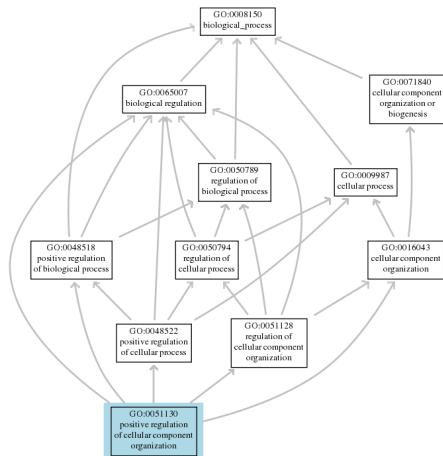 GO:0008150
biological_process
GO:0065007
biological regulation
GO:0071840
cellular component
organization or
biogenesis
GO:0050789
regulation of
biological process
GO:0009987
cellular process
GO:0048518
positive regulation
of biological process
GO:0050794
regulation of
cellular process
GO:0016043
cellular component
organization
GO:0048522
positive regulation
of cellular process
GO:0051128
regulation of
cellular component
organization
GO:0051130
positive regulation
of cellular component
organization